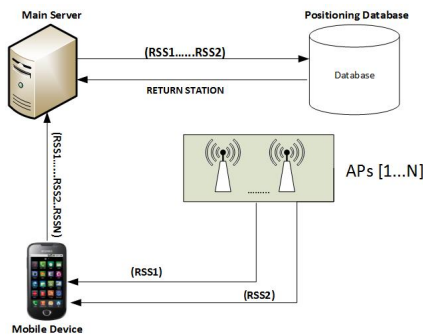 Main Server
Positioning Database
(RSS1......RSS2)
Database
RETURN STATION
(RSS1......RSS2..RSSN)
APs [1...N]
.........
(RSS1)
(RSS2)
Mobile Device